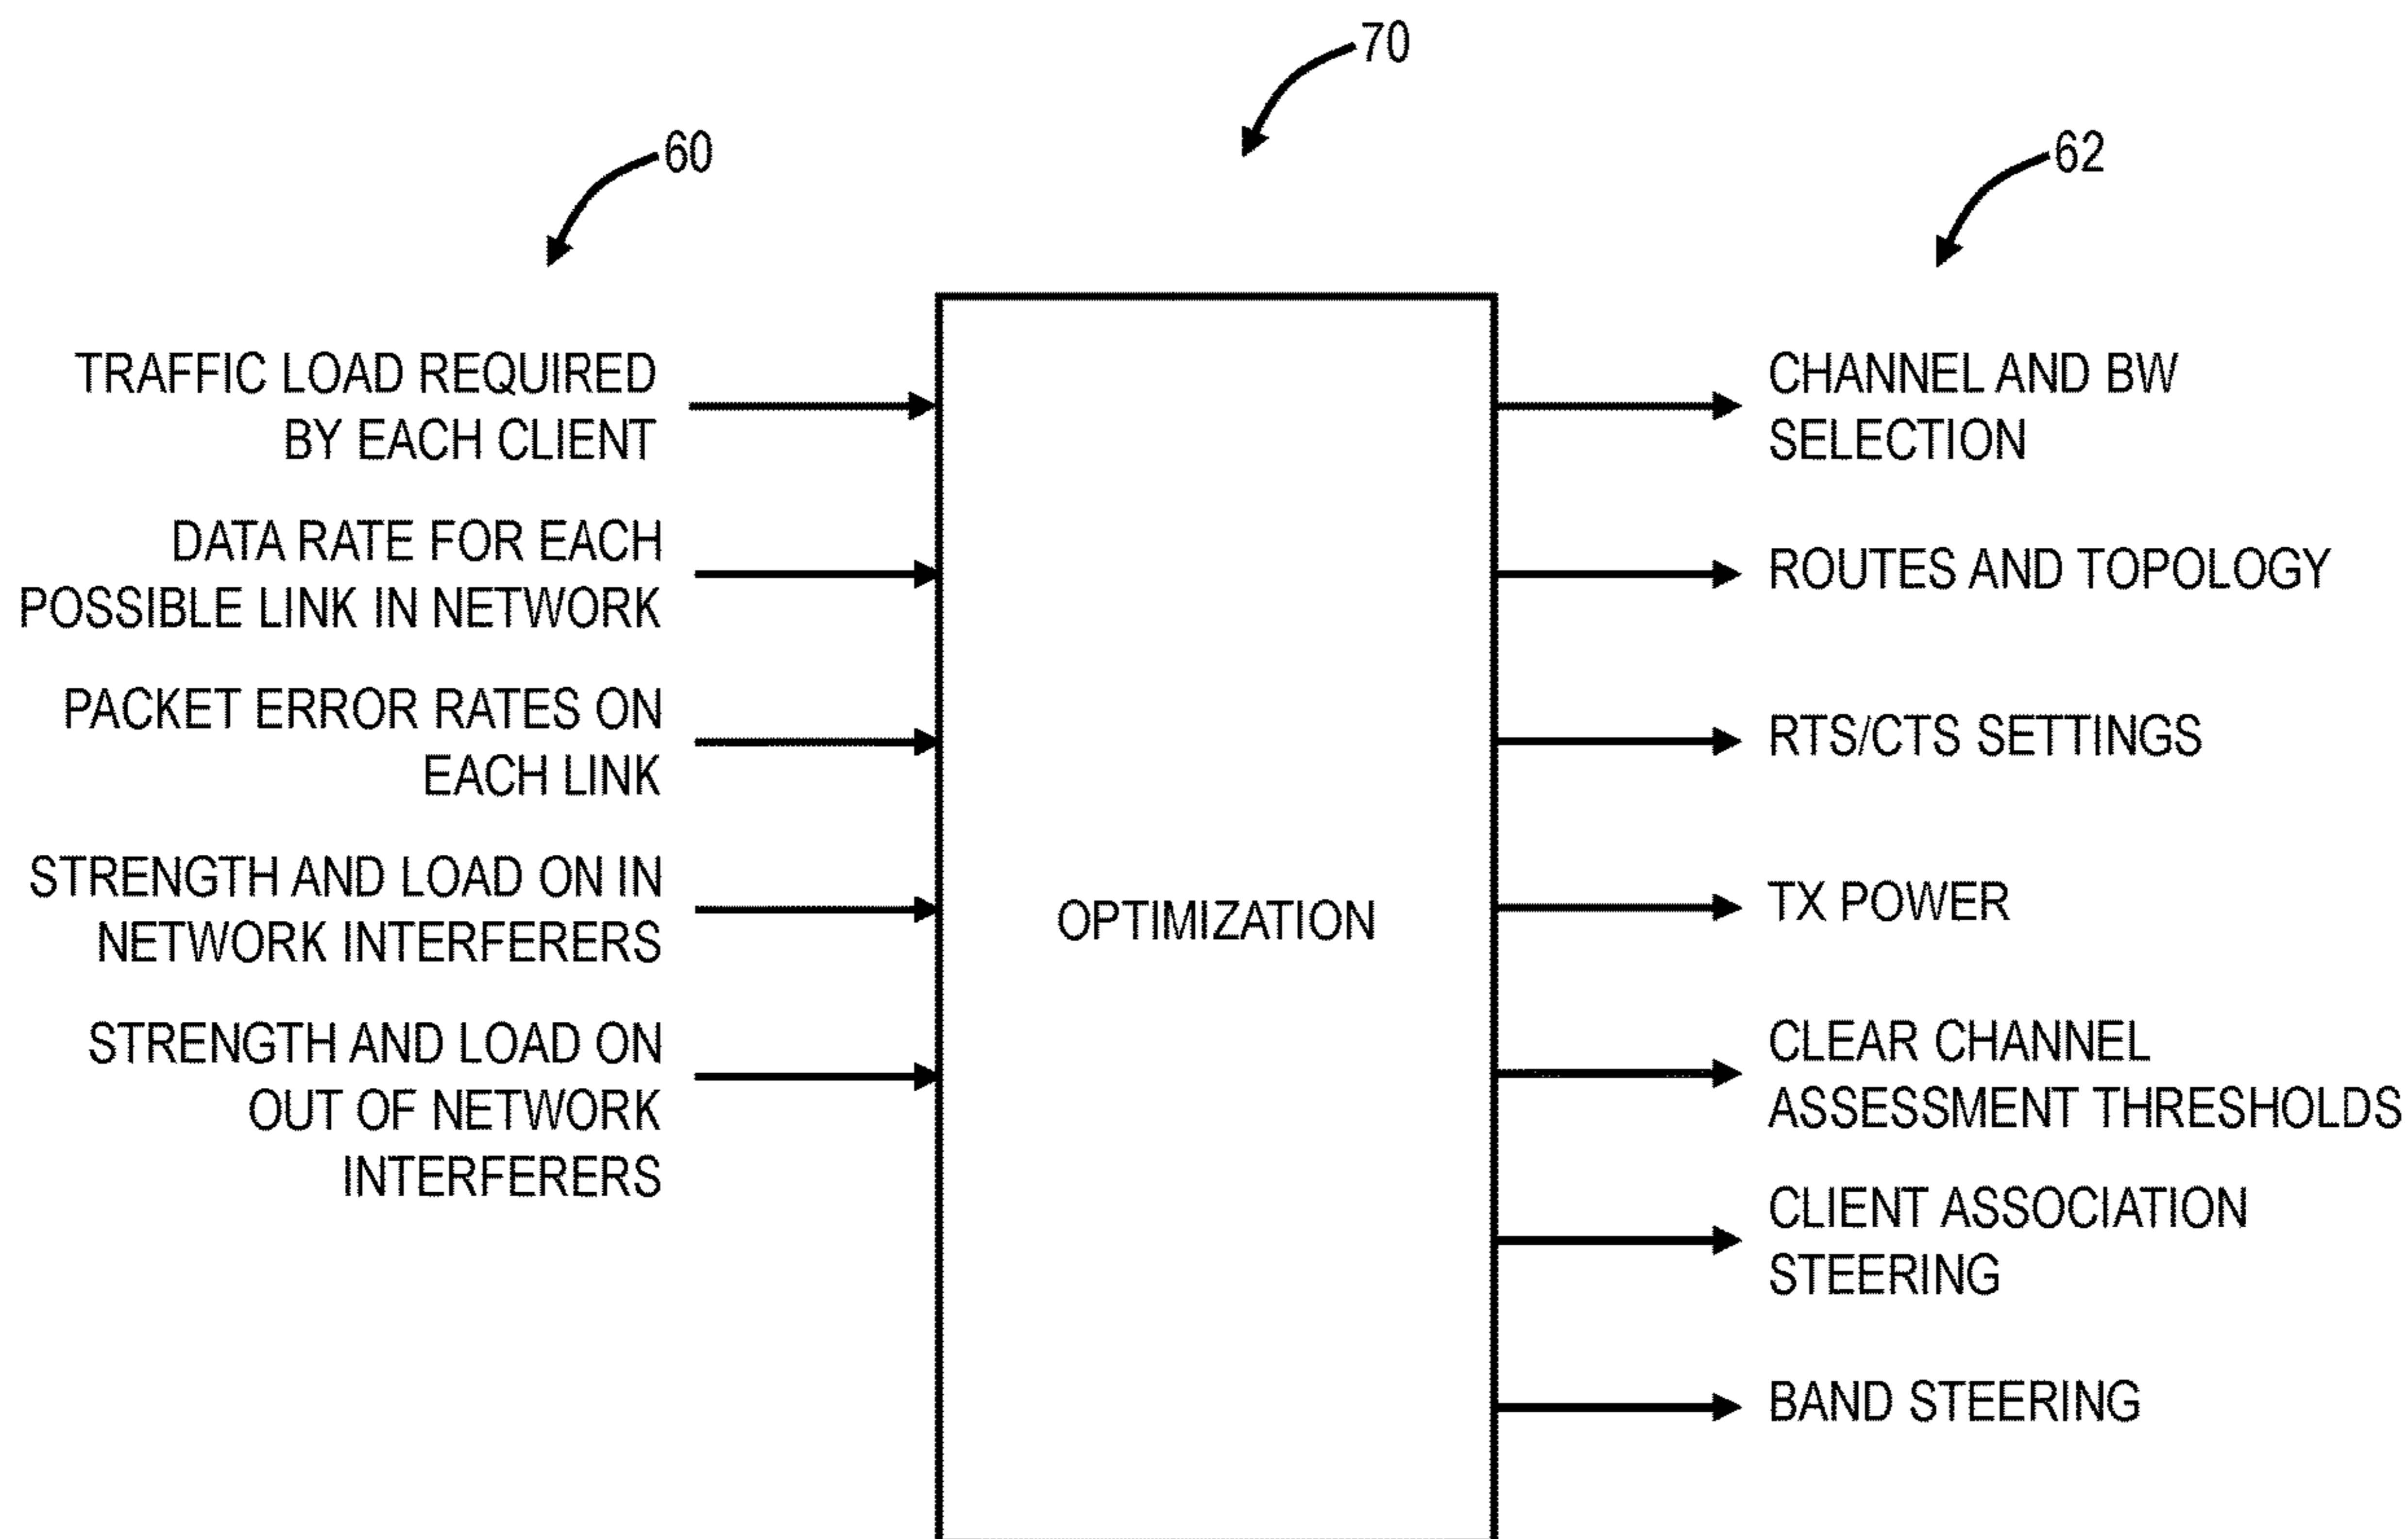 70
60
62
TRAFFIC LOAD REQUIRED
BY EACH CLIENT
DATA RATE FOR EACH
POSSIBLE LINK IN NETWORK
PACKET ERROR RATES ON
EACH LINK
STRENGTH AND LOAD ON IN
NETWORK INTERFERERS
STRENGTH AND LOAD ON
OUT OF NETWORK
INTERFERERS
OPTIMIZATION
CHANNEL AND BW
SELECTION
ROUTES AND TOPOLOGY
RTS/CTS SETTINGS
TX POWER
CLEAR CHANNEL
ASSESSMENT THRESHOLDS
CLIENT ASSOCIATION
STEERING
BAND STEERING